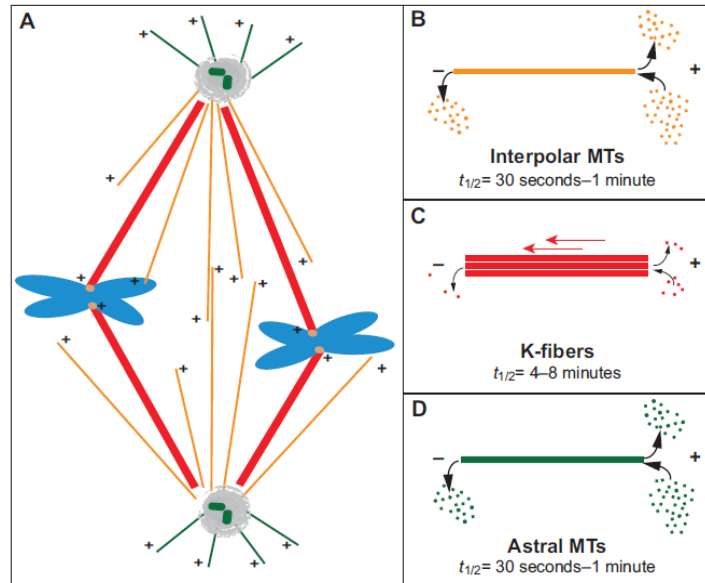 A
+ + + +
+
+
+
+
+ +
+
+
+
+
+
+
+
+
+
+ + + +
B
− +
Interpolar MTs
t1/2= 30 seconds–1 minute
C
− +
K-fibers
t1/2= 4–8 minutes
D
− +
Astral MTs
t1/2= 30 seconds–1 minute